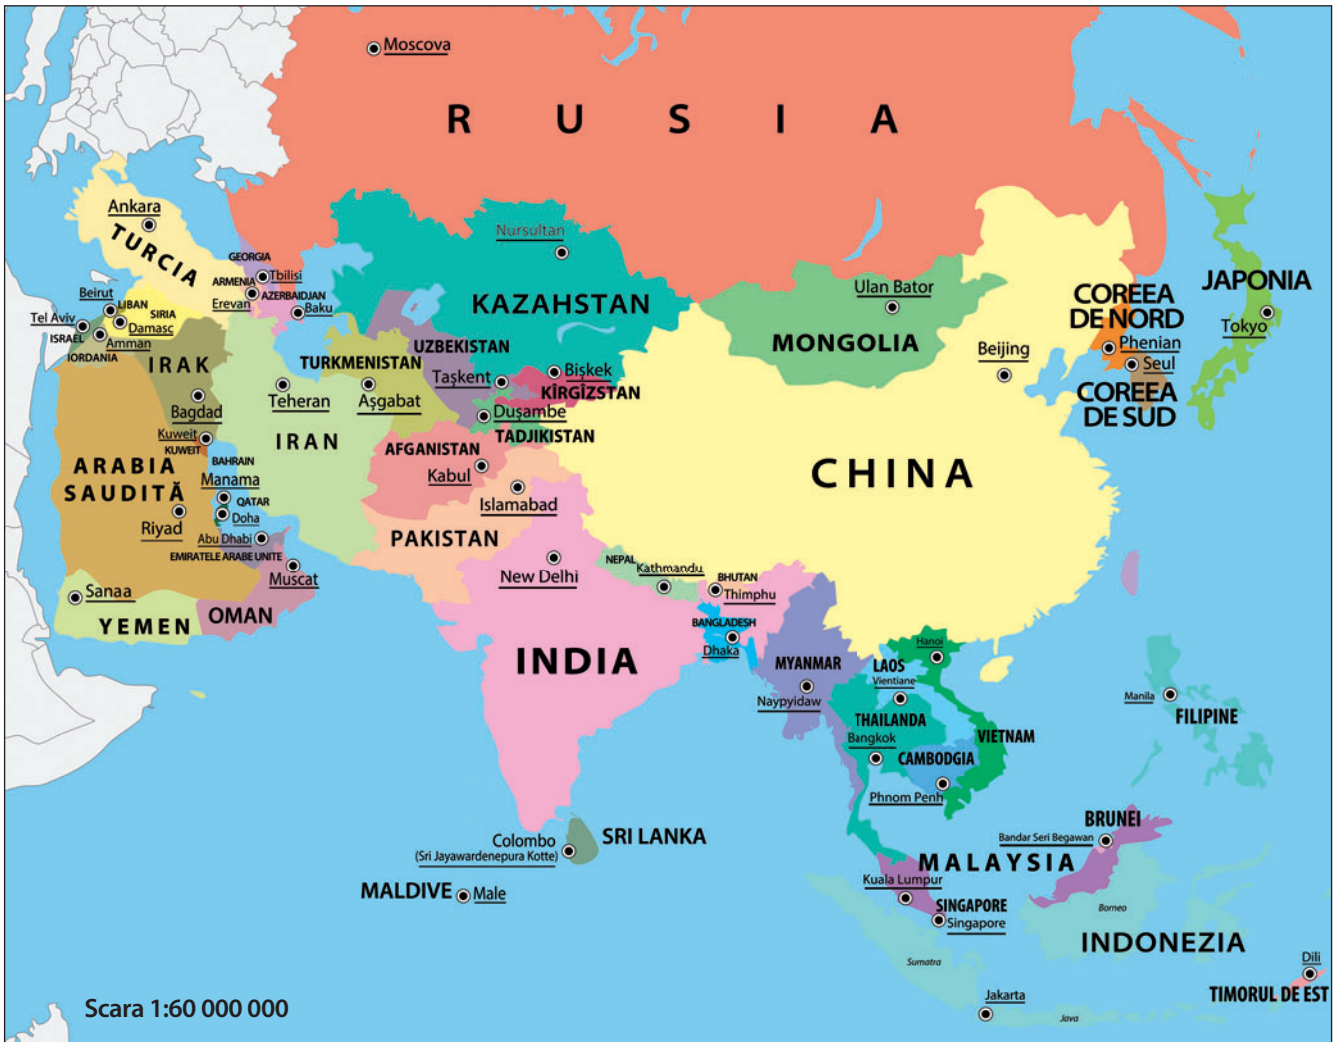 Moscova
RUSIA
Ankara
TURCIA
GEORGIA
Tbilisi
ARMENIA
Erevan
AZERBAIDJAN
Baku
Nursultan
KAZAHSTAN
Ulan Bator
MONGOLIA
Beijing
COREEA
DE NORD
Phenian
Seul
COREEA
DE SUD
JAPONIA
Tokyo
Beirut
LIBAN
SIRIA
Damasc
Tel Aviv
ISRAEL
Amman
IORDANIA
IRAK
Bagdad
Teheran
IRAN
TURKMENISTAN
Așgabat
UZBEKISTAN
Tașkent
Bișkek
KÎRGÎZSTAN
Dușambe
TADJIKISTAN
AFGANISTAN
Kabul
Islamabad
PAKISTAN
CHINA
Kuweit
KUWEIT
BAHRAIN
Manama
QATAR
Doha
ARABIA
SAUDITĂ
Riyad
Abu Dhabi
EMIRATELE ARABE UNITE
Muscat
OMAN
Sanaa
YEMEN
New Delhi
NEPAL
Kathmandu
BHUTAN
Thimphu
BANGLADESH
Dhaka
INDIA
MYANMAR
Naypyidaw
LAOS
Vientiane
Hanoi
THAILANDA
Bangkok
VIETNAM
CAMBODGIA
Phnom Penh
Manila
FILIPINE
Colombo
(Sri Jayawardenepura Kotte)
SRI LANKA
MALDIVE
Male
BRUNEI
Bandar Seri Begawan
MALAYSIA
Kuala Lumpur
SINGAPORE
Singapore
Borneo
INDONEZIA
Sumatra
Jakarta
Java
Dili
TIMORUL DE EST
Scara 1:60 000 000